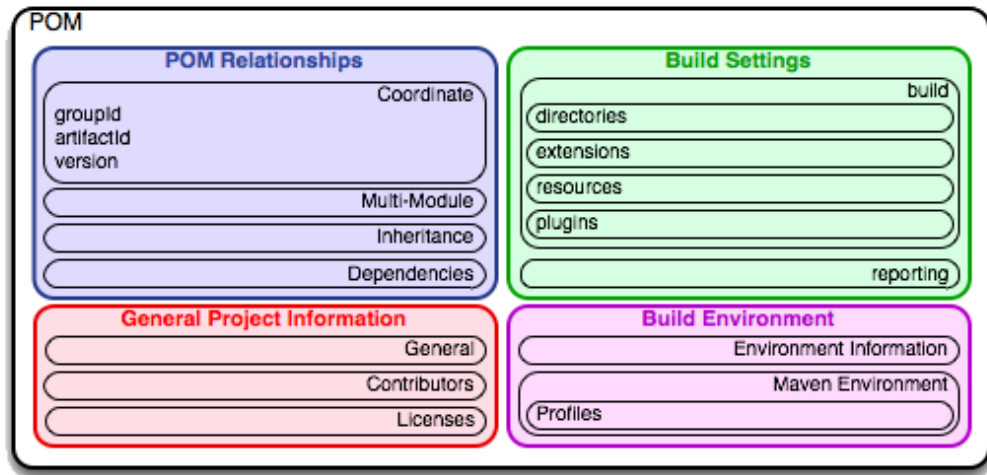 POM
POM Relationships
Coordinate
groupId
artifactId
version
Multi-Module
Inheritance
Dependencies
Build Settings
build
directories
extensions
resources
plugins
reporting
General Project Information
General
Contributors
Licenses
Build Environment
Environment Information
Maven Environment
Profiles